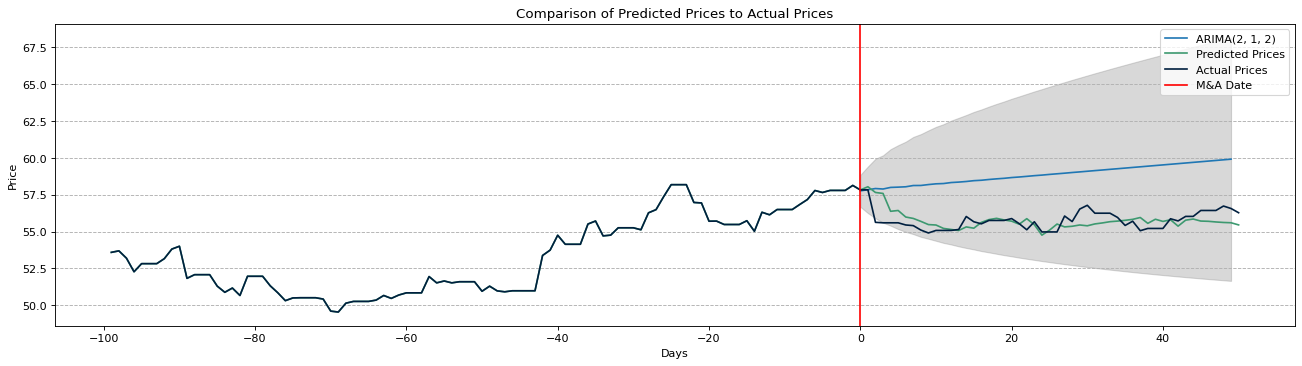 Comparison of Predicted Prices to Actual Prices
67.5
65.0
62.5
60.0
57.5
55.0
52.5
50.0
Price
ARIMA(2, 1, 2)
Predicted Prices
Actual Prices
M&A Date
−100
−80
−60
−40
−20
0
20
40
Days